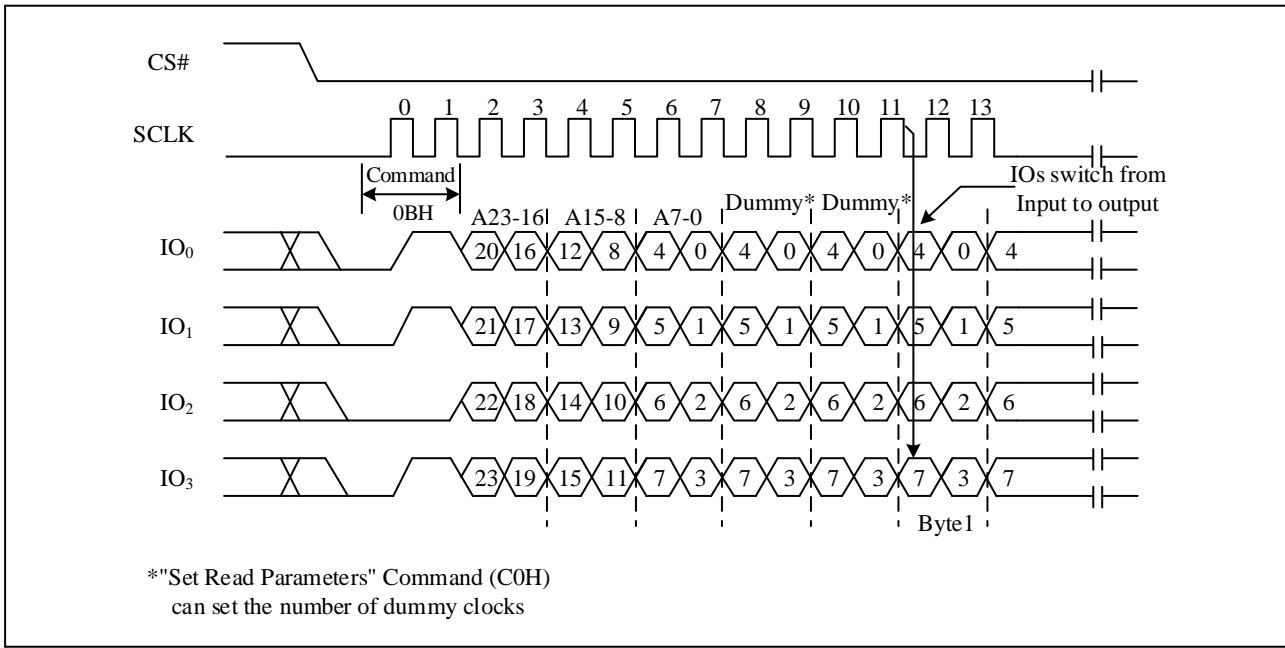 CS#
0 1 2 3 4 5 6 7 8 9 10 11 12 13
SCLK
Command
0BH
IOs switch from
Input to output
A23-16 A15-8 A7-0 Dummy* Dummy*
IO0 20 16 12 8 4 0 4 0 4 0 4 0 4
IO1 21 17 13 9 5 1 5 1 5 1 5 1 5
IO2 22 18 14 10 6 2 6 2 6 2 6 2 6
IO3 23 19 15 11 7 3 7 3 7 3 7 3 7
Byte1
*"Set Read Parameters" Command (C0H)
can set the number of dummy clocks